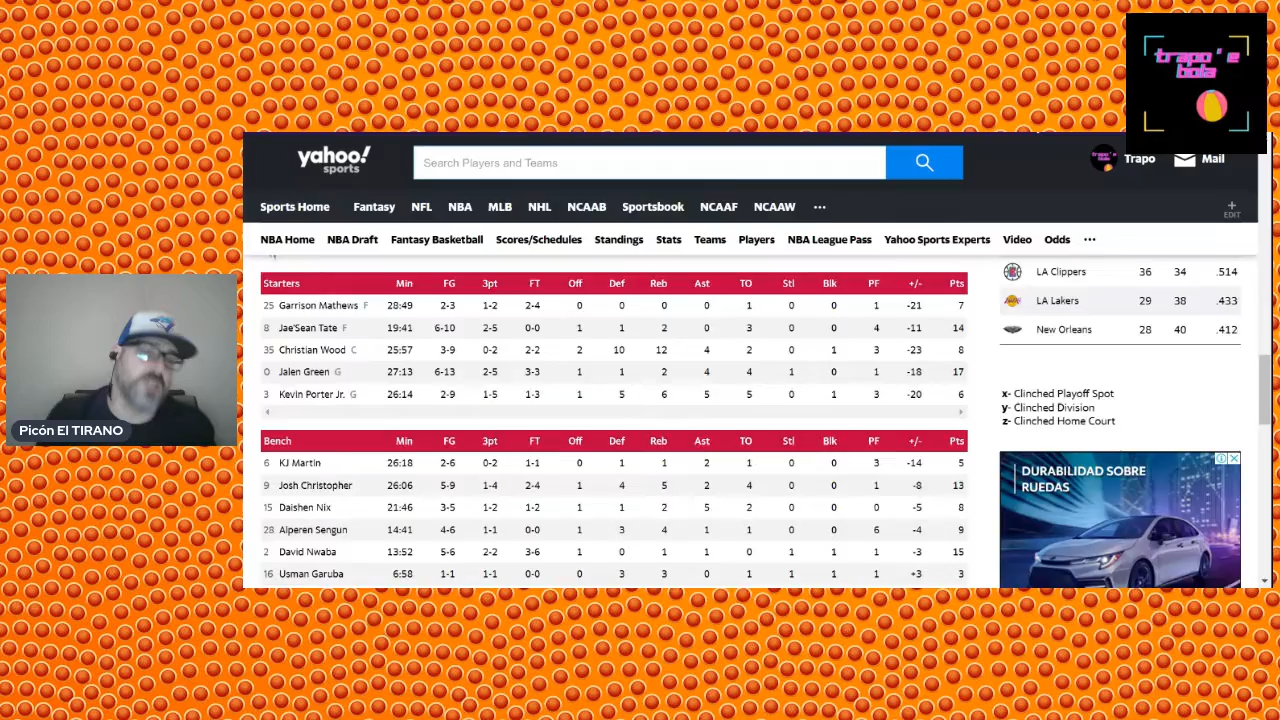 trapo'e
bola
yahoo!
sports
Search Players and Teams
Trapo
Mail
Sports Home Fantasy NFL NBA MLB NHL NCAAB Sportsbook NCAAF NCAAW ...
EDIT
NBA Home NBA Draft Fantasy Basketball Scores/Schedules Standings Stats Teams Players NBA League Pass Yahoo Sports Experts Video Odds ...
Starters Min FG 3pt FT Off Def Reb Ast TO Stl Blk PF +/- Pts
25 Garrison Mathews F 28:49 2-3 1-2 2-4 0 0 0 0 1 0 0 1 -21 7
8 Jae'Sean Tate F 19:41 6-10 2-5 0-0 1 1 2 0 3 0 0 4 -11 14
35 Christian Wood C 25:57 3-9 0-2 2-2 2 10 12 4 2 0 1 3 -23 8
0 Jalen Green G 27:13 6-13 2-5 3-3 1 1 2 4 4 1 0 1 -18 17
3 Kevin Porter Jr. G 26:14 2-9 1-5 1-3 1 5 6 5 5 0 1 3 -20 6
Bench Min FG 3pt FT Off Def Reb Ast TO Stl Blk PF +/- Pts
6 KJ Martin 26:18 2-6 0-2 1-1 0 1 1 2 1 0 0 3 -14 5
9 Josh Christopher 26:06 5-9 1-4 2-4 1 4 5 2 4 0 0 1 -8 13
15 Daishen Nix 21:46 3-5 1-2 1-2 1 1 2 5 2 0 0 0 -5 8
28 Alperen Sengun 14:41 4-6 1-1 0-0 1 3 4 1 1 0 0 6 -4 9
2 David Nwaba 13:52 5-6 2-2 3-6 1 0 1 1 0 1 1 1 -3 15
16 Usman Garuba 6:58 1-1 1-1 0-0 0 3 3 0 1 1 1 1 +3 3
LA Clippers 36 34 .514
LA Lakers 29 38 .433
New Orleans 28 40 .412
x- Clinched Playoff Spot
y- Clinched Division
z- Clinched Home Court
DURABILIDAD SOBRE
RUEDAS
Picón El TIRANO